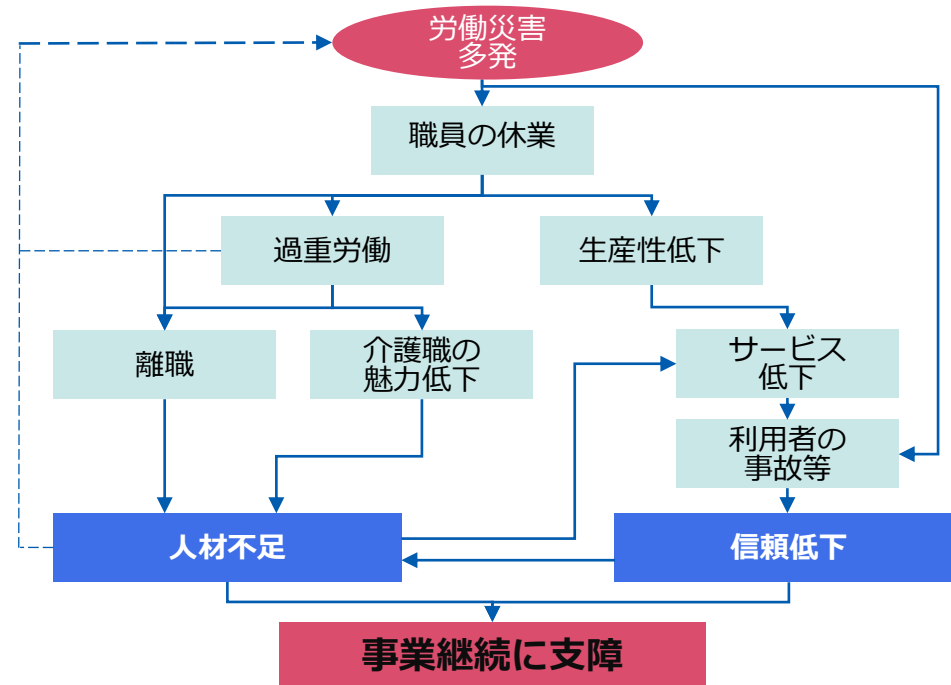 労働災害
多発
職員の休業
過重労働
生産性低下
離職
介護職の
魅力低下
サービス
低下
利用者の
事故等
人材不足
信頼低下
事業継続に支障